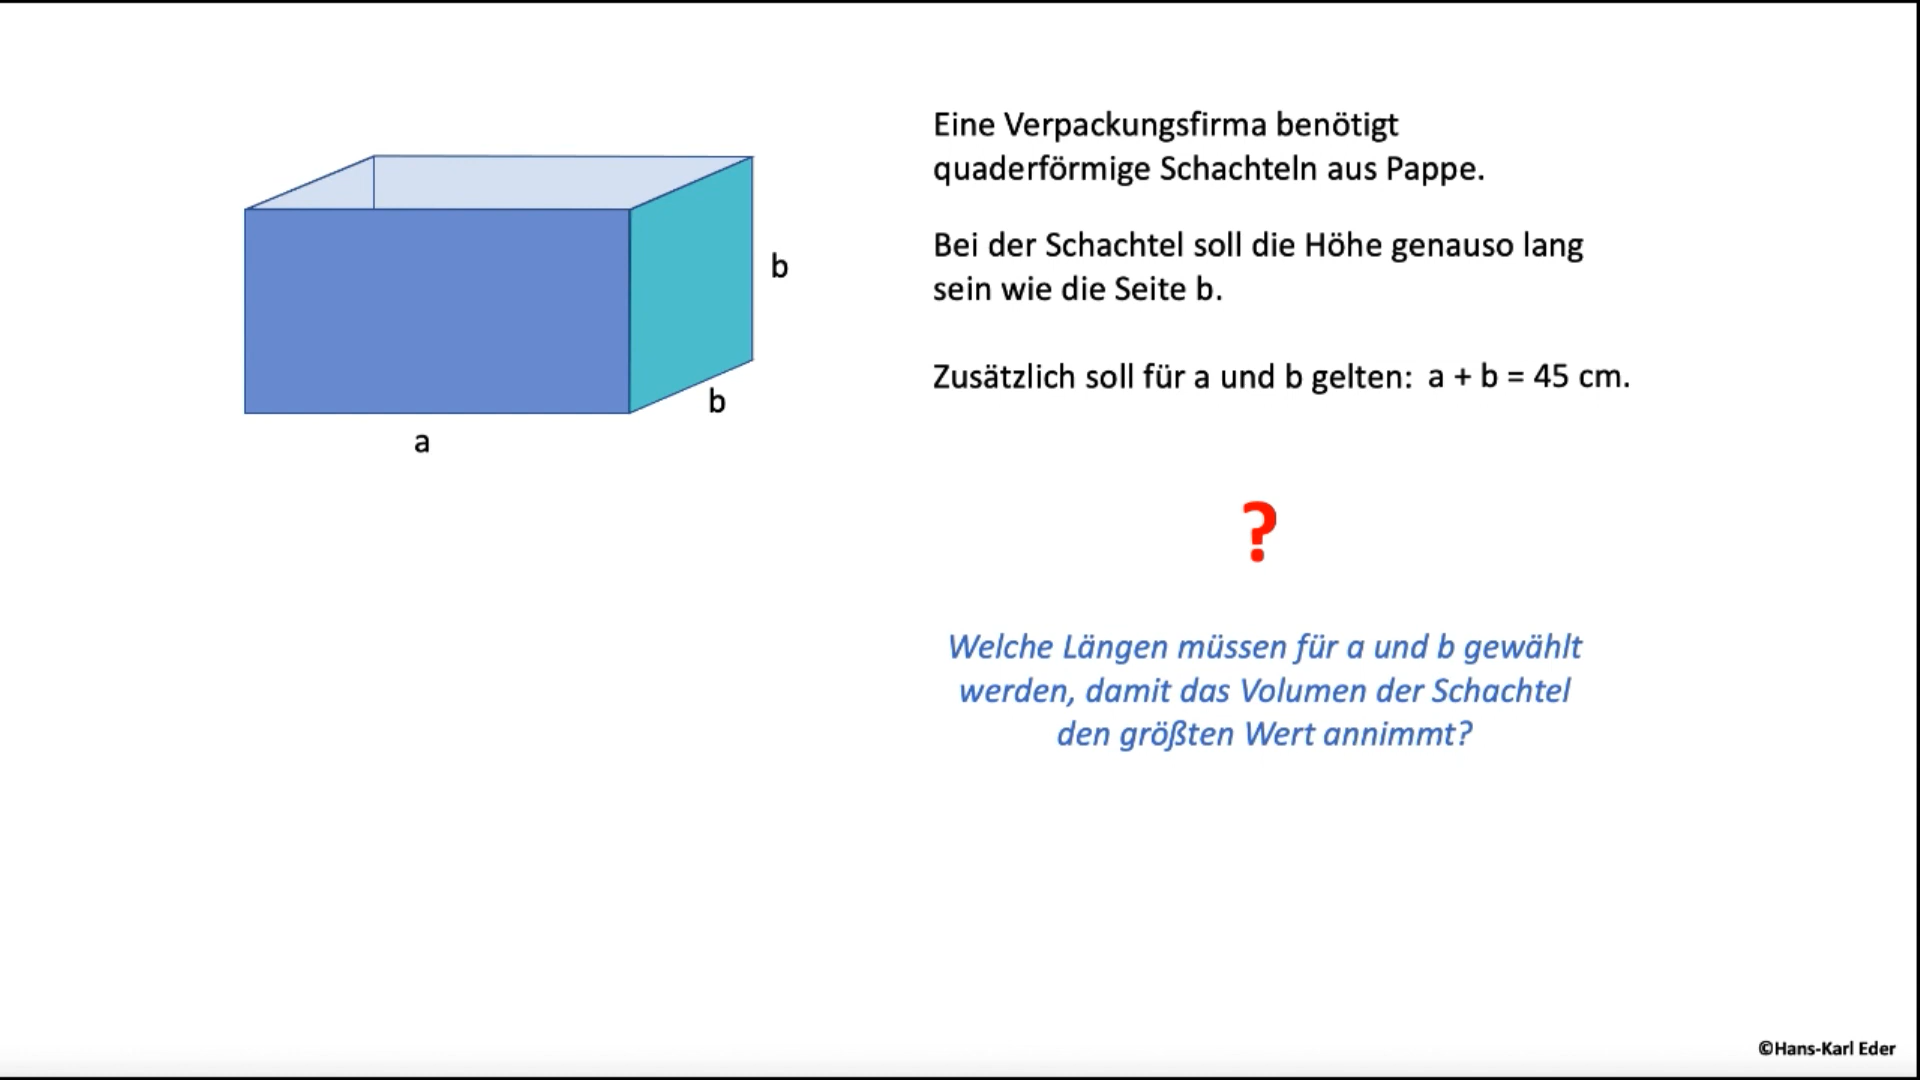 Eine Verpackungsfirma benötigt
quaderförmige Schachteln aus Pappe.
Bei der Schachtel soll die Höhe genauso lang
sein wie die Seite b.
Zusätzlich soll für a und b gelten: a + b = 45 cm.
b
b
a
?
Welche Längen müssen für a und b gewählt
werden, damit das Volumen der Schachtel
den größten Wert annimmt?
©Hans-Karl Eder